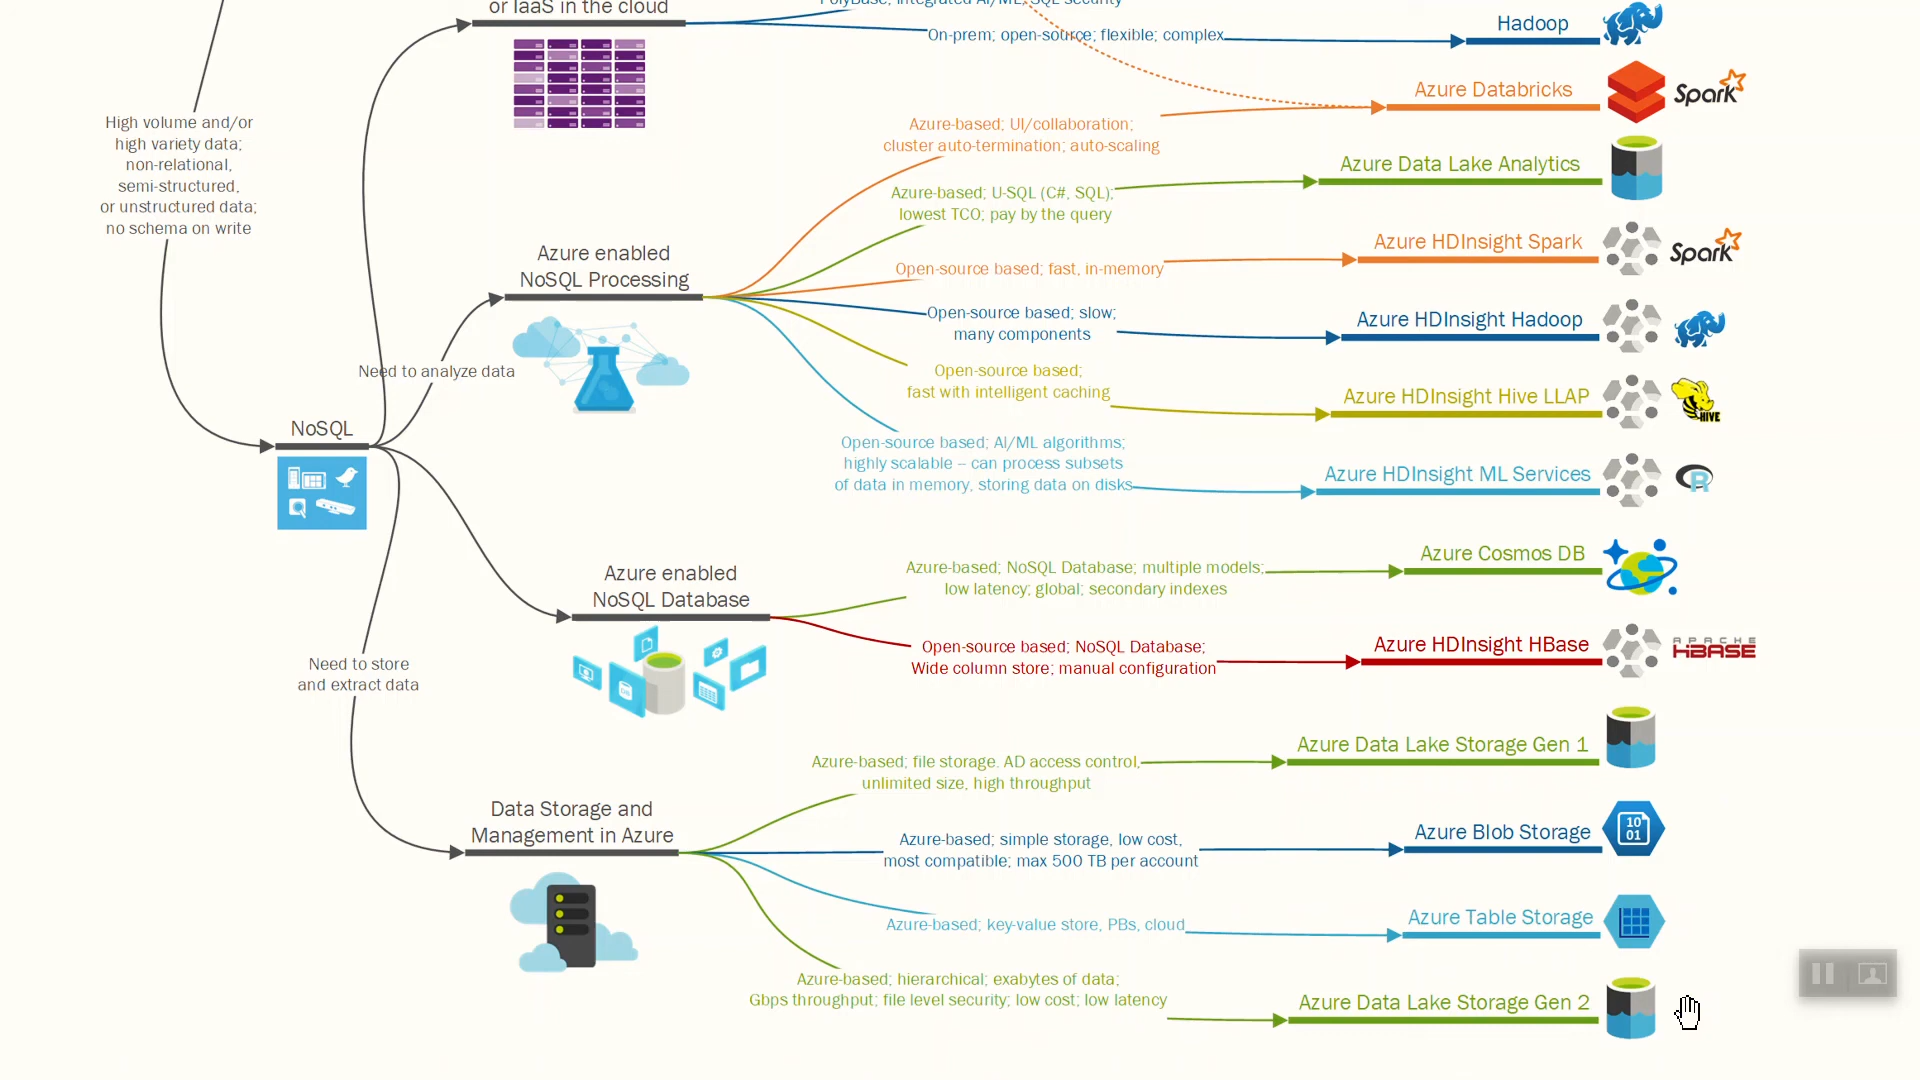 or IaaS in the cloud
PolyBase, integrated AI/ML, SQL security
On-prem; open-source; flexible; complex
Hadoop
Azure Databricks
Spark
High volume and/or
high variety data;
non-relational,
semi-structured,
or unstructured data;
no schema on write
Azure-based; UI/collaboration;
cluster auto-termination; auto-scaling
Azure Data Lake Analytics
Azure-based; U-SQL (C#, SQL),
lowest TCO; pay by the query
Azure enabled
NoSQL Processing
Azure HDInsight Spark
Spark
Open-source based; fast, in-memory
Open-source based; slow;
many components
Azure HDInsight Hadoop
Need to analyze data
Open-source based;
fast with intelligent caching
Azure HDInsight Hive LLAP
HIVE
NoSQL
Open-source based; AI/ML algorithms;
highly scalable – can process subsets
of data in memory, storing data on disks
Azure HDInsight ML Services
R
Azure enabled
NoSQL Database
Azure-based; NoSQL Database; multiple models;
low latency; global; secondary indexes
Azure Cosmos DB
Open-source based; NoSQL Database;
Wide column store; manual configuration
Azure HDInsight HBase
APACHE
HBASE
Need to store
and extract data
Azure-based; file storage. AD access control,
unlimited size, high throughput
Azure Data Lake Storage Gen 1
Data Storage and
Management in Azure
Azure-based; simple storage, low cost,
most compatible; max 500 TB per account
Azure Blob Storage
10
01
Azure-based; key-value store, PBs, cloud
Azure Table Storage
Azure-based; hierarchical; exabytes of data;
Gbps throughput; file level security; low cost; low latency
Azure Data Lake Storage Gen 2